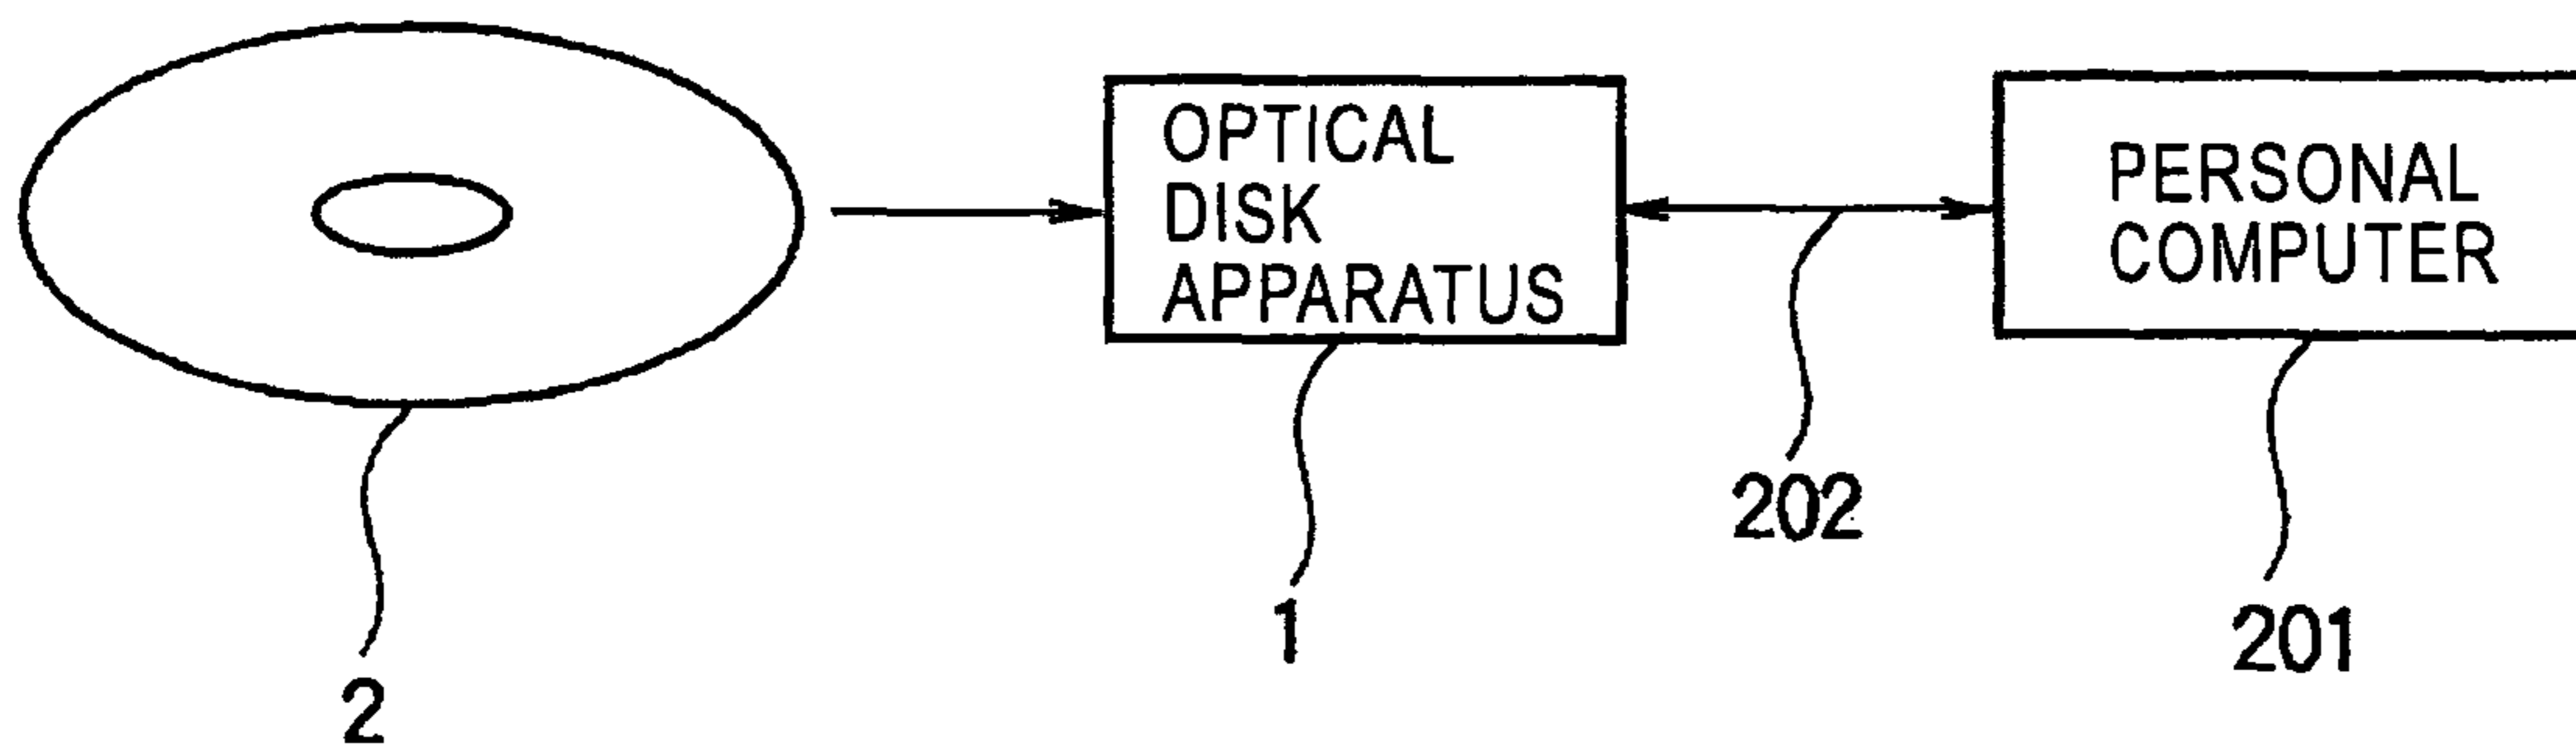 OPTICAL
DISK
APPARATUS
PERSONAL
COMPUTER
202
1
201
2